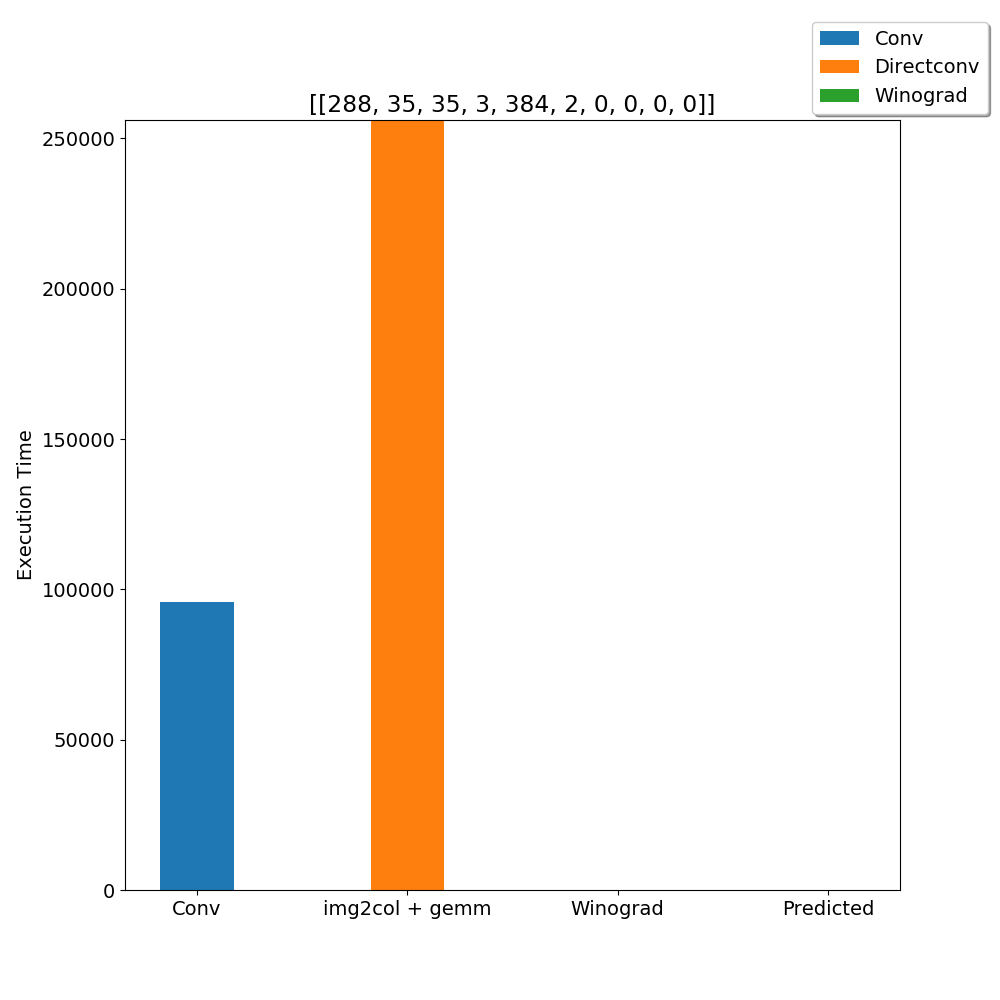 Conv
Directconv
Winograd
[[288, 35, 35, 3, 384, 2, 0, 0, 0, 0]]
250000
200000
150000
100000
50000
0
Execution Time
Conv
img2col + gemm
Winograd
Predicted